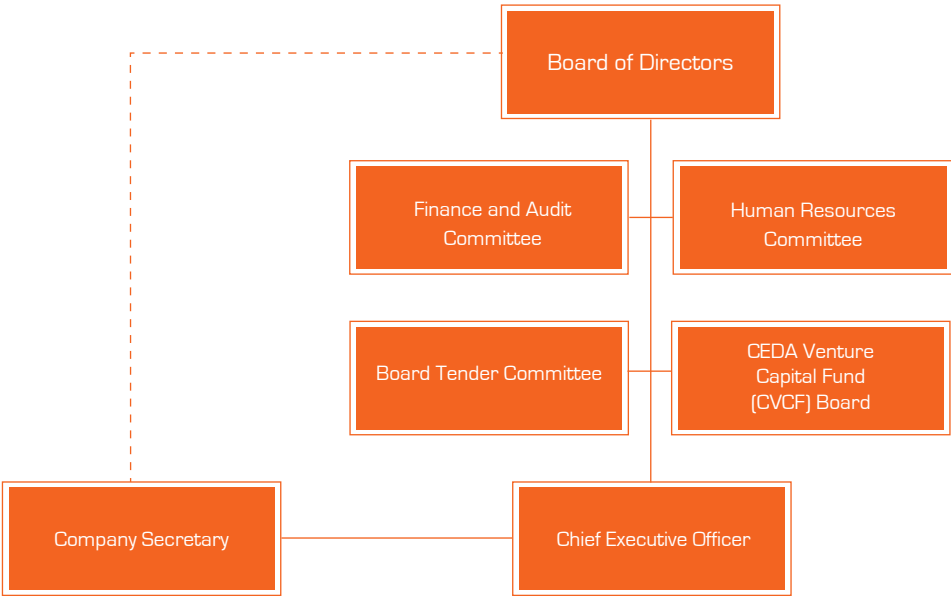 Board of Directors
Finance and Audit
Committee
Human Resources
Committee
Board Tender Committee
CEDA Venture
Capital Fund
(CVCF) Board
Company Secretary
Chief Executive Officer